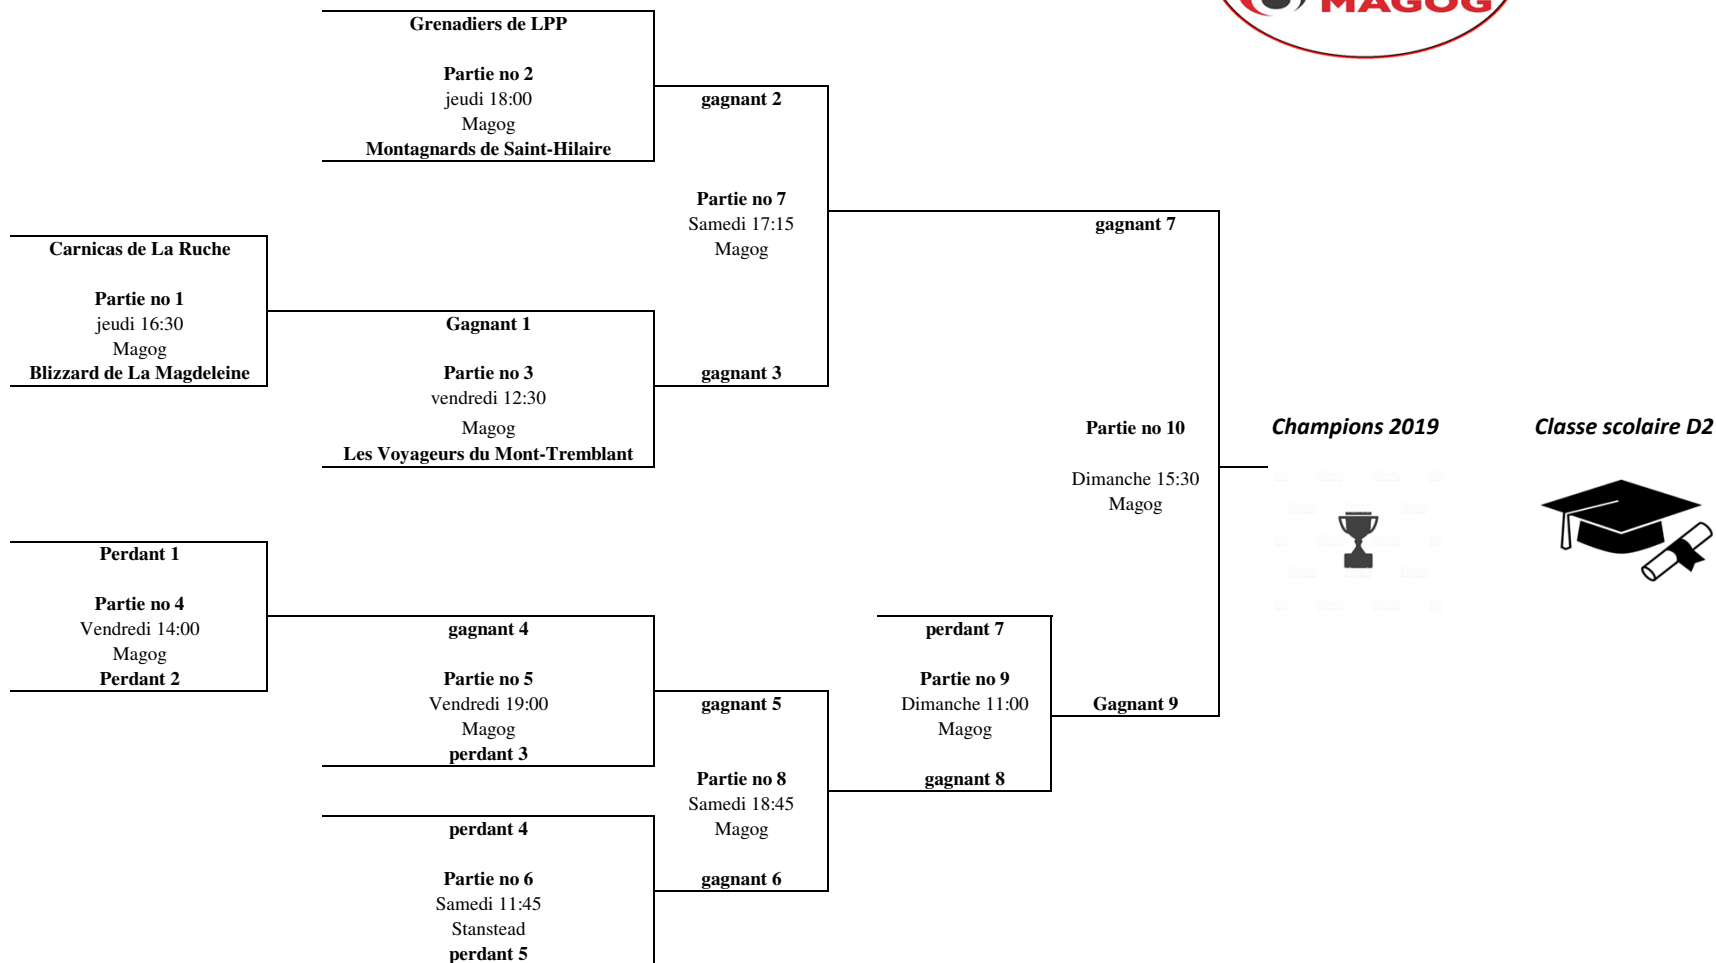 MAGOG
Grenadiers de LPP
Partie no 2
jeudi 18:00
Magog
Montagnards de Saint-Hilaire
gagnant 2
Partie no 7
Samedi 17:15
Magog
gagnant 7
Carnicas de La Ruche
Partie no 1
jeudi 16:30
Magog
Blizzard de La Magdeleine
Gagnant 1
Partie no 3
vendredi 12:30
Magog
Les Voyageurs du Mont-Tremblant
gagnant 3
Partie no 10
Dimanche 15:30
Magog
Champions 2019
Classe scolaire D2
Perdant 1
Partie no 4
Vendredi 14:00
Magog
Perdant 2
gagnant 4
Partie no 5
Vendredi 19:00
Magog
perdant 3
gagnant 5
Partie no 8
Samedi 18:45
Magog
gagnant 6
perdant 7
Partie no 9
Dimanche 11:00
Magog
gagnant 8
Gagnant 9
perdant 4
Partie no 6
Samedi 11:45
Stanstead
perdant 5